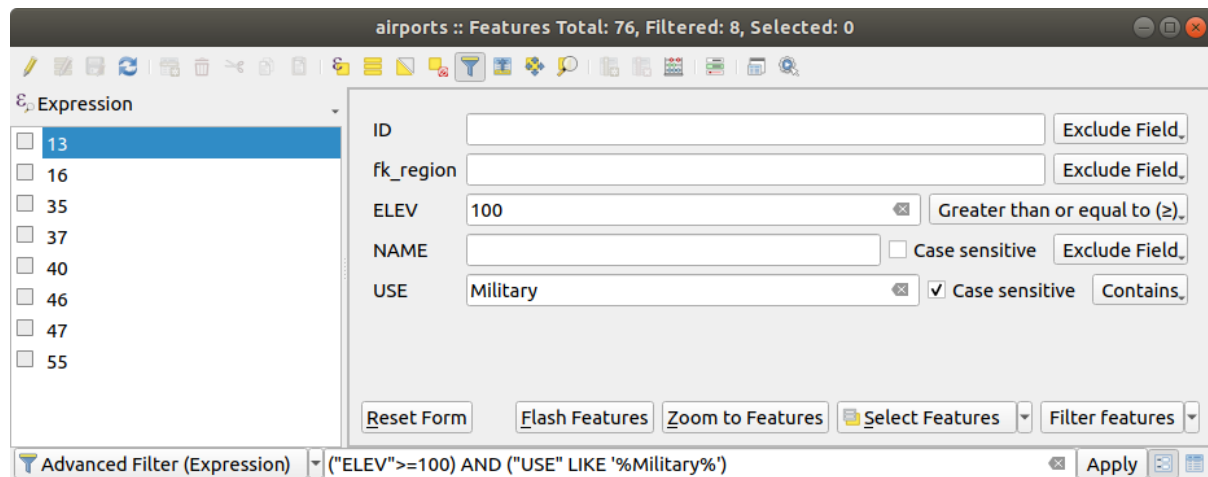 airports :: Features Total: 76, Filtered: 8, Selected: 0
Expression
13
16
35
37
40
46
47
55
ID Exclude Field
fk_region Exclude Field
ELEV 100 Greater than or equal to (≥)
NAME Case sensitive Exclude Field
USE Military Case sensitive Contains
Reset Form Flash Features Zoom to Features Select Features Filter features
Advanced Filter (Expression) ("ELEV">=100) AND ("USE" LIKE '%Military%') Apply